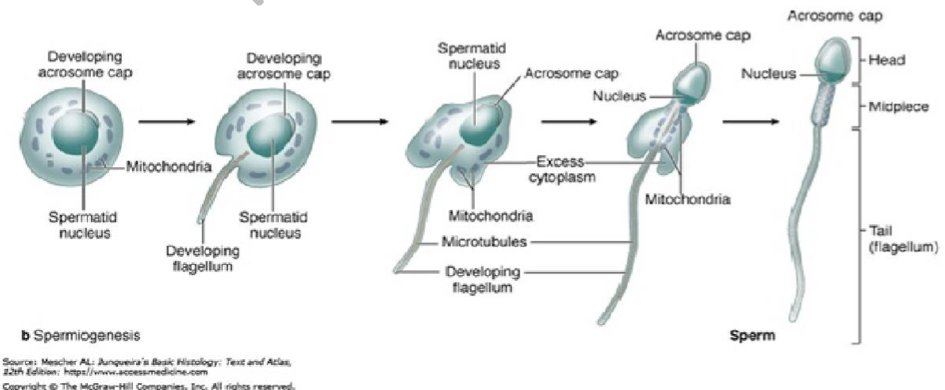 Developing
acrosome cap
Mitochondria
Spermatid
nucleus
Developing
acrosome cap
Spermatid
nucleus
Developing
flagellum
Spermatid
nucleus
Acrosome cap
Excess
cytoplasm
Mitochondria
Microtubules
Developing
flagellum
Acrosome cap
Nucleus
Mitochondria
Acrosome cap
Nucleus
Head
Midpiece
Tail
(flagellum)
b Spermiogenesis
Sperm
Source: Mescher AL: Junqueira's Basic Histology: Text and Atlas,
12th Edition: https://www.accessmedicine.com
Copyright © The McGraw-Hill Companies, Inc. All rights reserved.